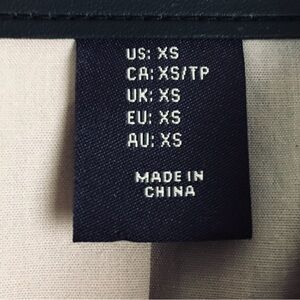 US: XS
CA: XS/TP
UK: XS
EU: XS
AU: XS
MADE IN
CHINA